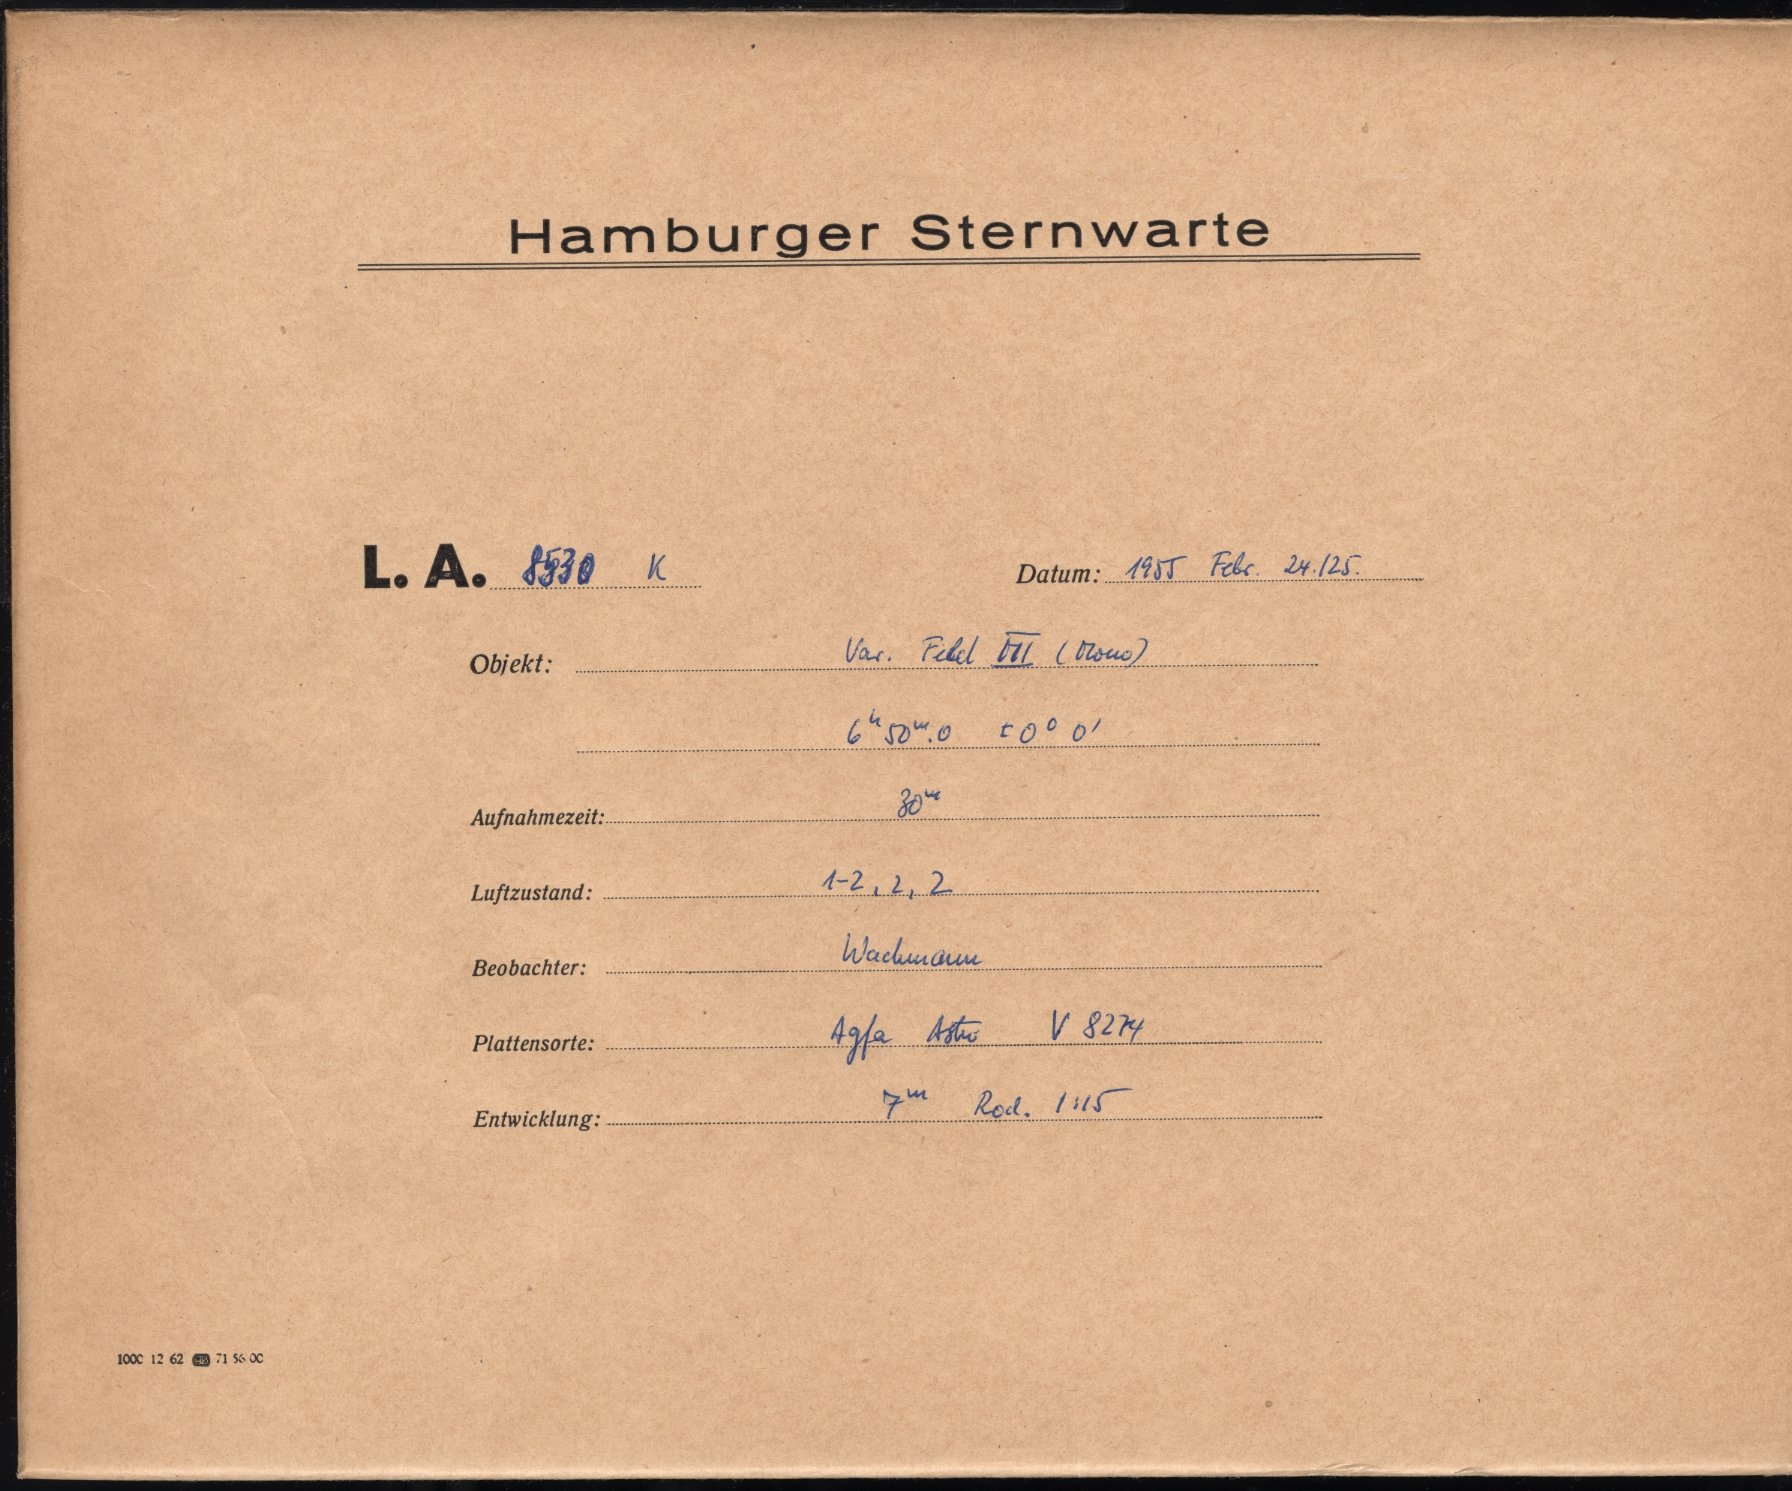 Hamburger Sternwarte
L. A. 8530 K Datum: 1955 Febr. 24./25.
Objekt: Var. Feld VII (Mono)
6ʰ50ᵐ.0 ±0° 0'
Aufnahmezeit: 30ᵐ
Luftzustand: 1-2, 2, 2
Beobachter: Wachmann
Plattensorte: Agfa Astro V 8274
Entwicklung: 7ᵐ Rod. 1:15
1000 12 62 71 56 00